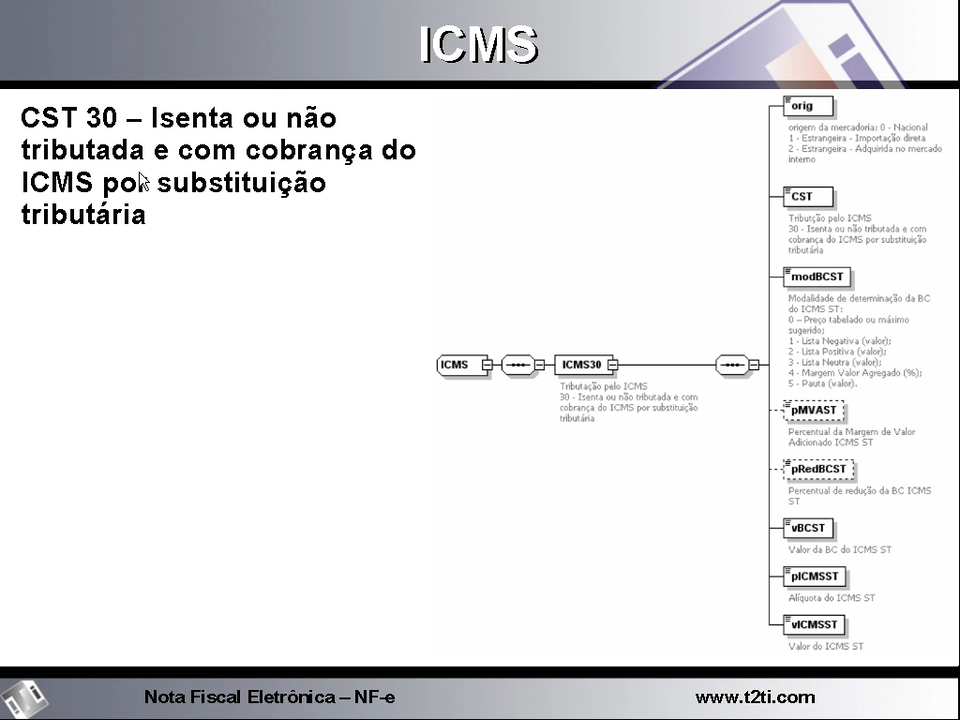 ICMS
CST 30 – Isenta ou não
tributada e com cobrança do
ICMS por substituição
tributária
orig
origem da mercadoria: 0 - Nacional
1 - Estrangeira - Importação direta
2 - Estrangeira - Adquirida no mercado
interno
CST
Tributção pelo ICMS
30 - Isenta ou não tributada e com
cobrança do ICMS por substituição
tributária
modBCST
Modalidade de determinação da BC
do ICMS ST:
0 – Preço tabelado ou máximo
sugerido;
1 - Lista Negativa (valor);
2 - Lista Positiva (valor);
3 - Lista Neutra (valor);
4 - Margem Valor Agregado (%);
5 - Pauta (valor).
ICMS
ICMS30
Tributação pelo ICMS
30 - Isenta ou não tributada e com
cobrança do ICMS por substituição
tributária
pMVAST
Percentual da Margem de Valor
Adicionado ICMS ST
pRedBCST
Percentual de redução da BC ICMS
ST
vBCST
Valor da BC do ICMS ST
pICMSST
Alíquota do ICMS ST
vICMSST
Valor do ICMS ST
Nota Fiscal Eletrônica – NF-e
www.t2ti.com